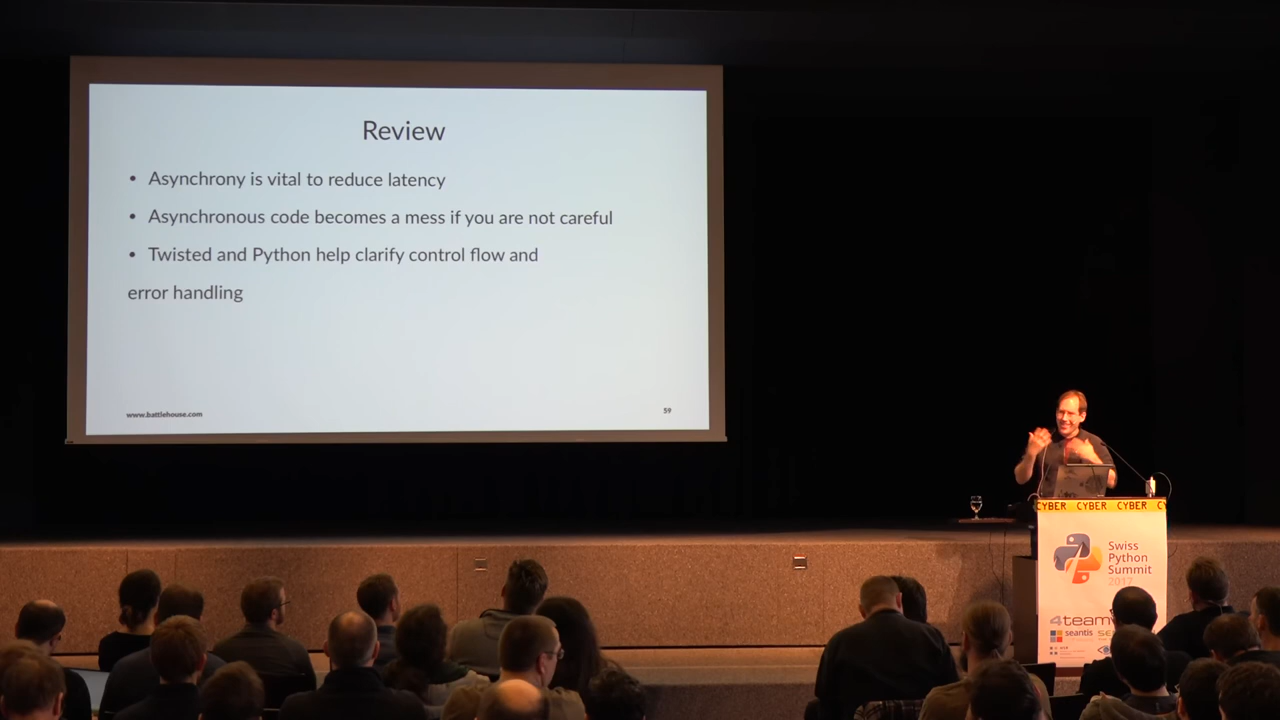 Review
• Asynchrony is vital to reduce latency
• Asynchronous code becomes a mess if you are not careful
• Twisted and Python help clarify control flow and
error handling
www.battlehouse.com
59
CYBER CYBER CYBER CY
Swiss
Python
Summit
2017
4team
seantis